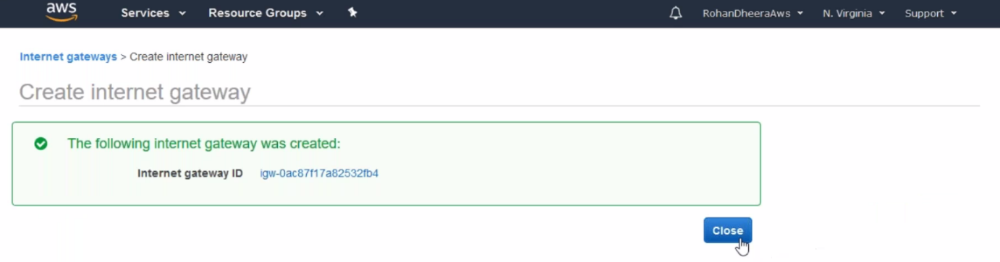 aws Services Resource Groups RohanDheeraAws N. Virginia Support
Internet gateways > Create internet gateway
Create internet gateway
The following internet gateway was created:
Internet gateway ID igw-0ac87f17a82532fb4
Close